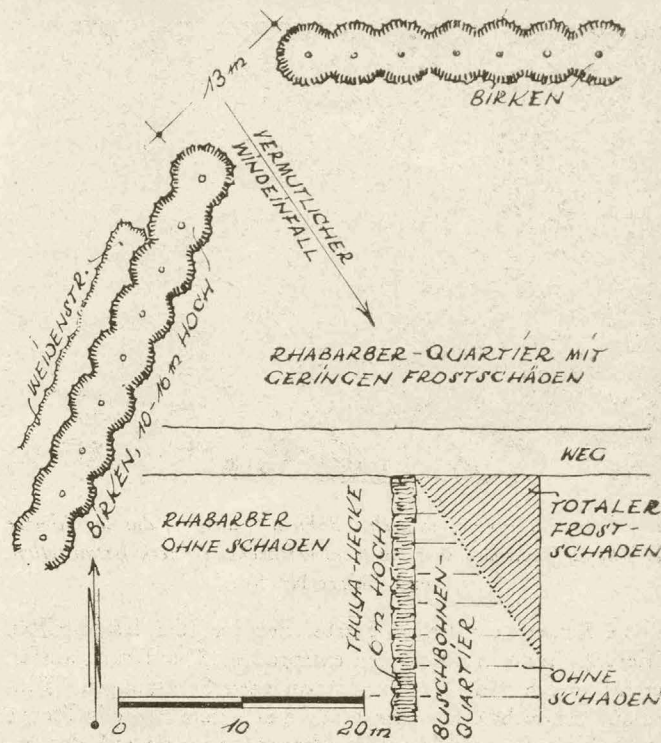 13 m
BIRKEN
VERMUTLICHER
WINDEINFALL
WEIDENSTR.
BIRKEN, 10-16 m HOCH
RHABARBER-QUARTIER MIT
GERINGEN FROSTSCHÄDEN
WEG
RHABARBER
OHNE SCHADEN
THUJA-HECKE
6 m HOCH
BUSCHBOHNEN-
QUARTIER
TOTALER
FROST-
SCHADEN
OHNE
SCHADEN
0 10 20 m